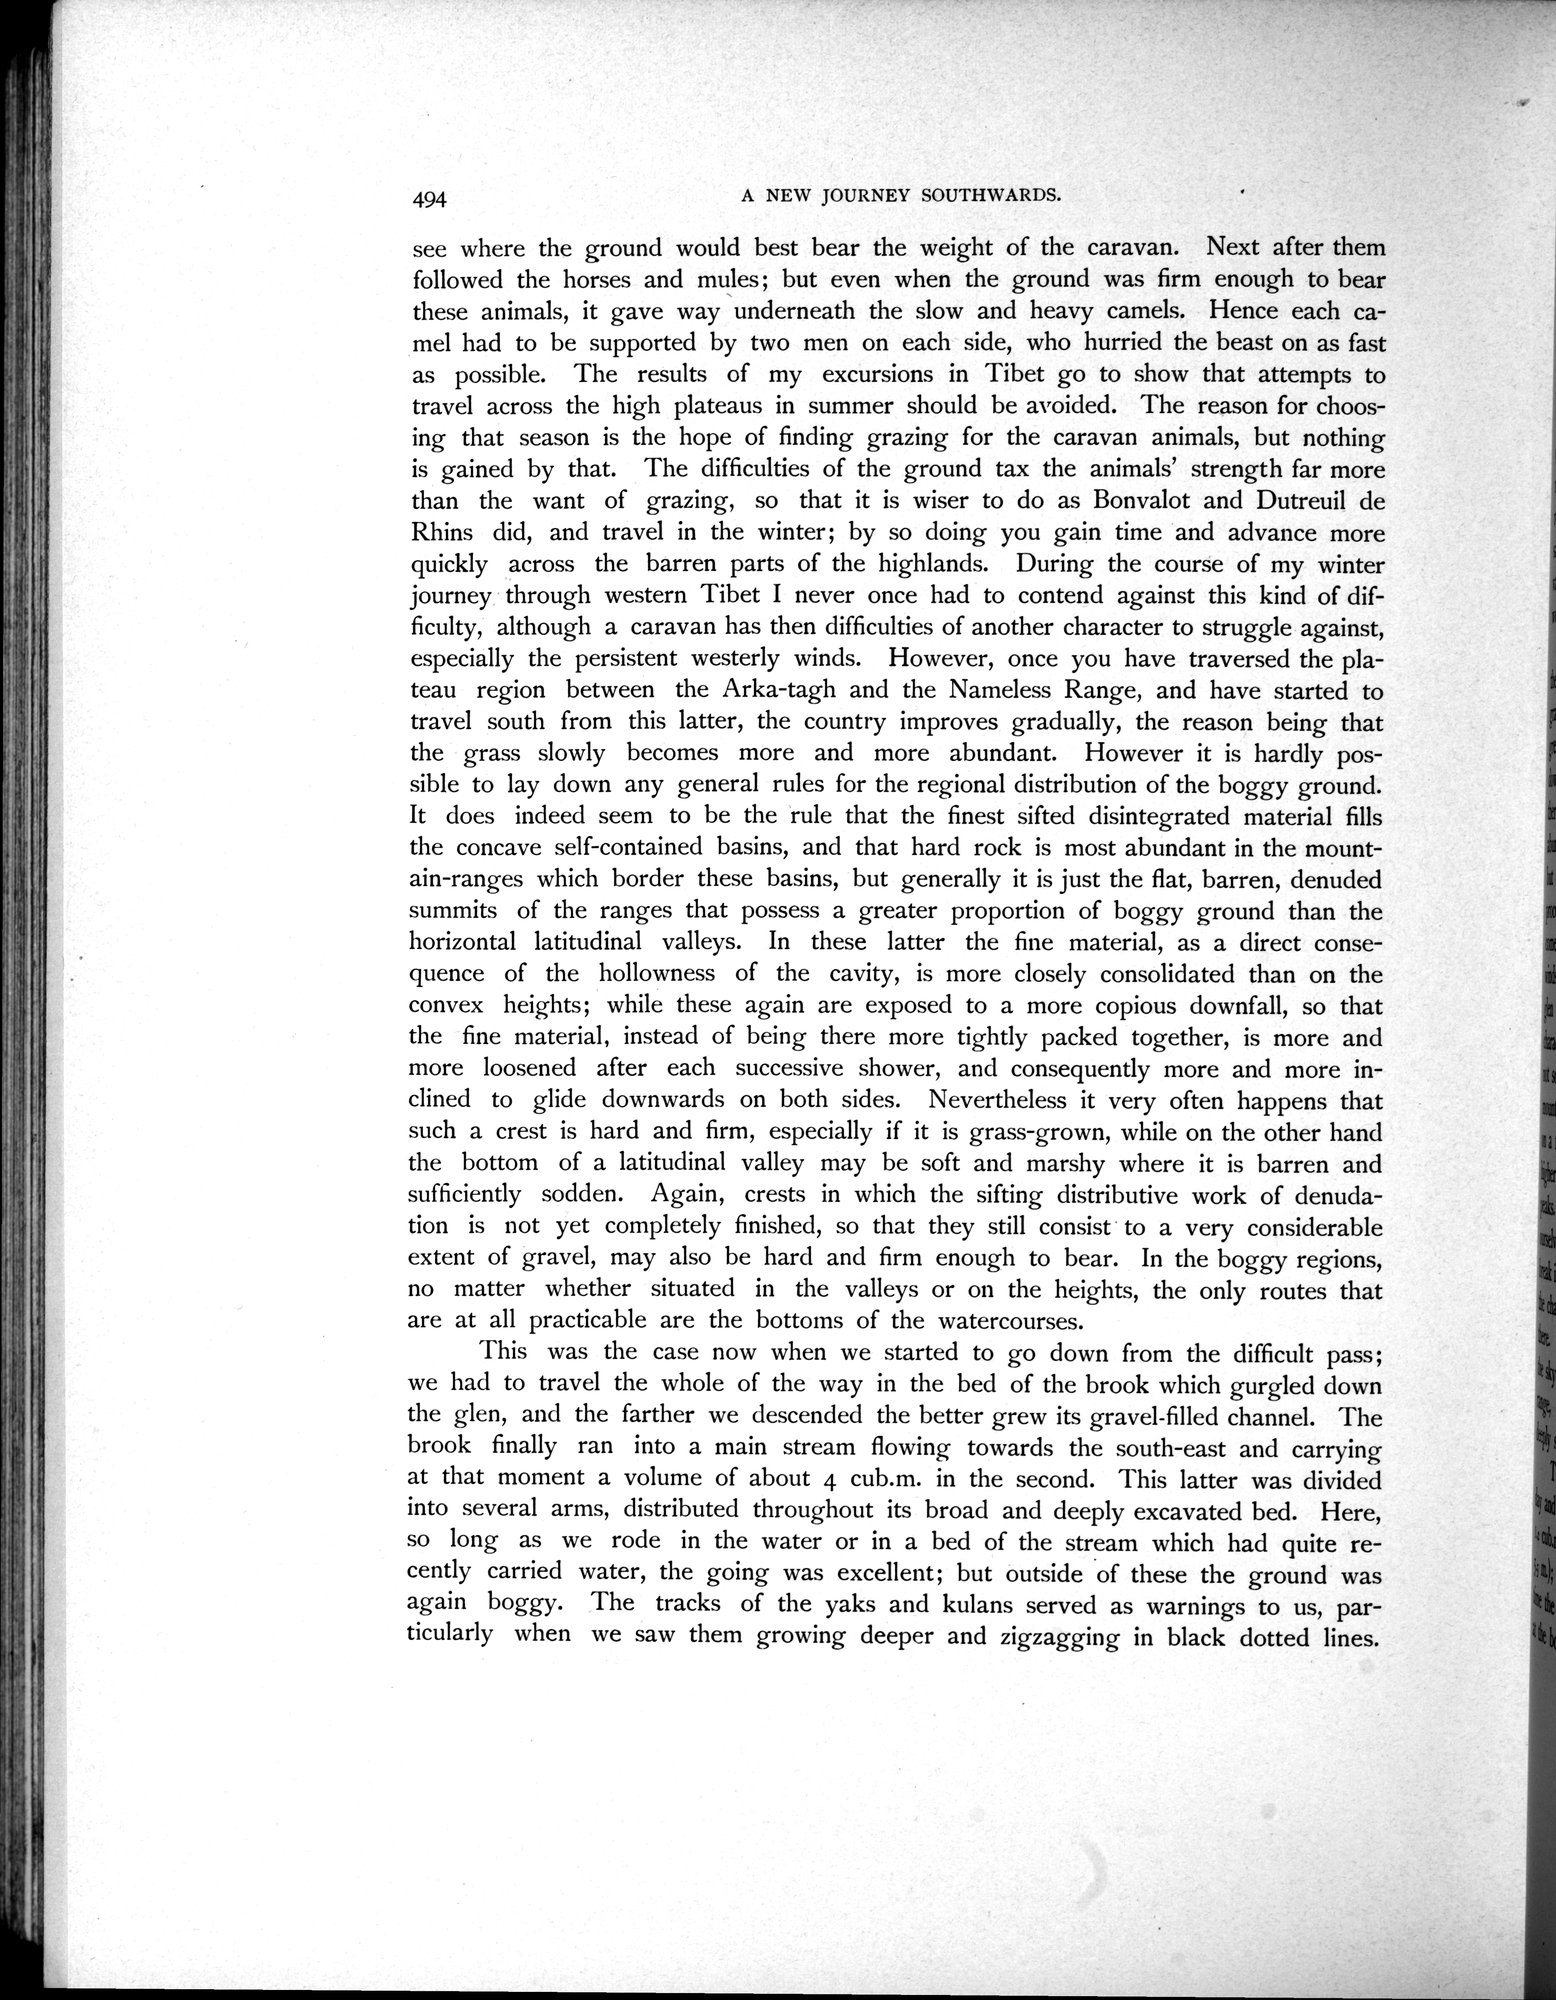 494
A NEW JOURNEY SOUTHWARDS.
see where the ground would best bear the weight of the caravan. Next after them
followed the horses and mules; but even when the ground was firm enough to bear
these animals, it gave way underneath the slow and heavy camels. Hence each ca-
mel had to be supported by two men on each side, who hurried the beast on as fast
as possible. The results of my excursions in Tibet go to show that attempts to
travel across the high plateaus in summer should be avoided. The reason for choos-
ing that season is the hope of finding grazing for the caravan animals, but nothing
is gained by that. The difficulties of the ground tax the animals' strength far more
than the want of grazing, so that it is wiser to do as Bonvalot and Dutreuil de
Rhins did, and travel in the winter; by so doing you gain time and advance more
quickly across the barren parts of the highlands. During the course of my winter
journey through western Tibet I never once had to contend against this kind of dif-
ficulty, although a caravan has then difficulties of another character to struggle against,
especially the persistent westerly winds. However, once you have traversed the pla-
teau region between the Arka-tagh and the Nameless Range, and have started to
travel south from this latter, the country improves gradually, the reason being that
the grass slowly becomes more and more abundant. However it is hardly pos-
sible to lay down any general rules for the regional distribution of the boggy ground.
It does indeed seem to be the rule that the finest sifted disintegrated material fills
the concave self-contained basins, and that hard rock is most abundant in the mount-
ain-ranges which border these basins, but generally it is just the flat, barren, denuded
summits of the ranges that possess a greater proportion of boggy ground than the
horizontal latitudinal valleys. In these latter the fine material, as a direct conse-
quence of the hollowness of the cavity, is more closely consolidated than on the
convex heights; while these again are exposed to a more copious downfall, so that
the fine material, instead of being there more tightly packed together, is more and
more loosened after each successive shower, and consequently more and more in-
clined to glide downwards on both sides. Nevertheless it very often happens that
such a crest is hard and firm, especially if it is grass-grown, while on the other hand
the bottom of a latitudinal valley may be soft and marshy where it is barren and
sufficiently sodden. Again, crests in which the sifting distributive work of denuda-
tion is not yet completely finished, so that they still consist to a very considerable
extent of gravel, may also be hard and firm enough to bear. In the boggy regions,
no matter whether situated in the valleys or on the heights, the only routes that
are at all practicable are the bottoms of the watercourses.
This was the case now when we started to go down from the difficult pass;
we had to travel the whole of the way in the bed of the brook which gurgled down
the glen, and the farther we descended the better grew its gravel-filled channel. The
brook finally ran into a main stream flowing towards the south-east and carrying
at that moment a volume of about 4 cub.m. in the second. This latter was divided
into several arms, distributed throughout its broad and deeply excavated bed. Here,
so long as we rode in the water or in a bed of the stream which had quite re-
cently carried water, the going was excellent; but outside of these the ground was
again boggy. The tracks of the yaks and kulans served as warnings to us, par-
ticularly when we saw them growing deeper and zigzagging in black dotted lines.